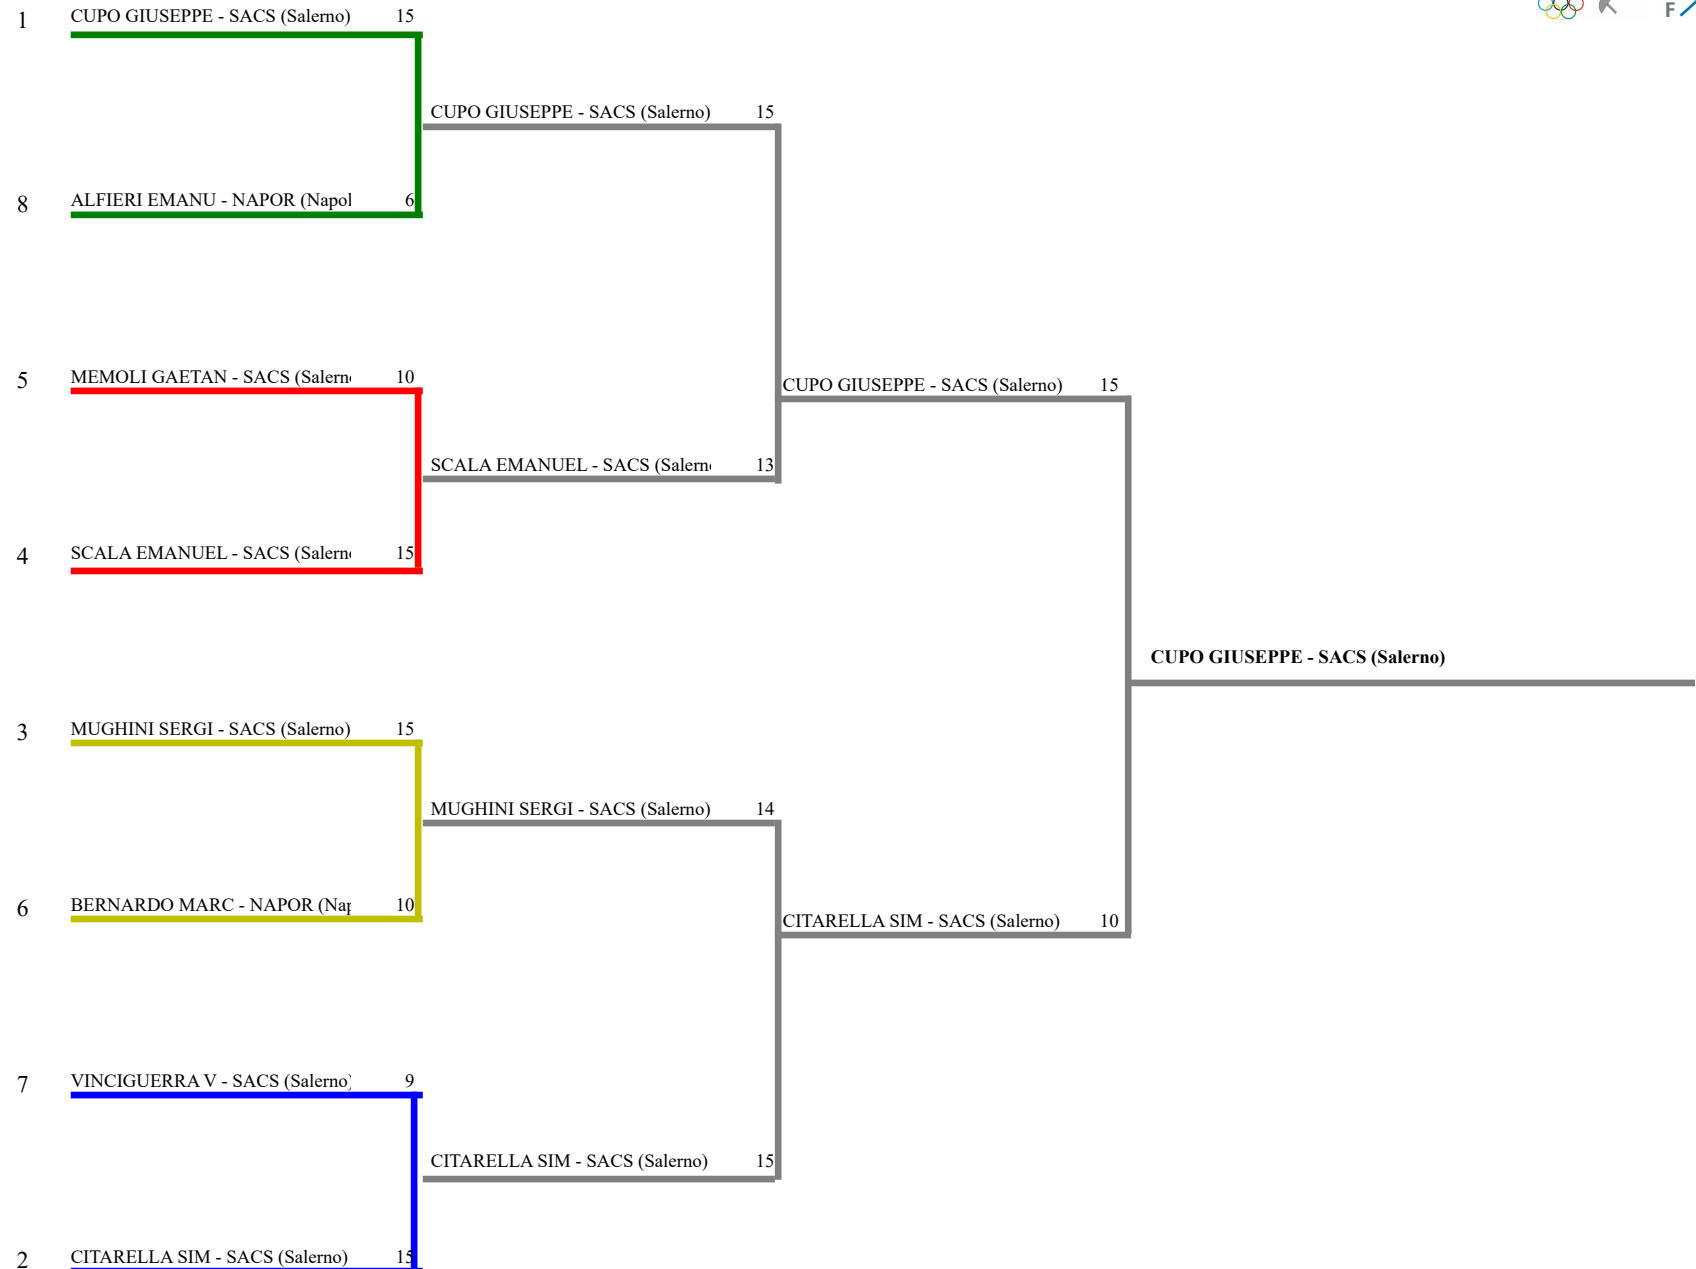 1 CUPO GIUSEPPE - SACS (Salerno) 15
F
CUPO GIUSEPPE - SACS (Salerno) 15
8 ALFIERI EMANU - NAPOR (Napol 6
5 MEMOLI GAETAN - SACS (Salern 10
CUPO GIUSEPPE - SACS (Salerno) 15
SCALA EMANUEL - SACS (Salern 13
4 SCALA EMANUEL - SACS (Salern 15
CUPO GIUSEPPE - SACS (Salerno)
3 MUGHINI SERGI - SACS (Salerno) 15
MUGHINI SERGI - SACS (Salerno) 14
6 BERNARDO MARC - NAPOR (Nap 10
CITARELLA SIM - SACS (Salerno) 10
7 VINCIGUERRA V - SACS (Salerno) 9
CITARELLA SIM - SACS (Salerno) 15
2 CITARELLA SIM - SACS (Salerno) 15